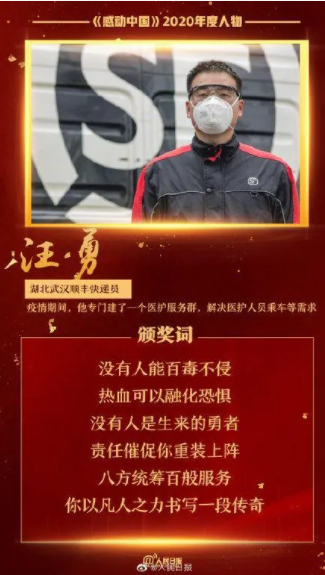 《感动中国》2020年度人物
SF
汪勇
湖北武汉顺丰快递员
疫情期间，他专门建了一个医护服务群，解决医护人员乘车等需求
颁奖词
没有人能百毒不侵
热血可以融化恐惧
没有人是生来的勇者
责任催促你重装上阵
八方统筹百般服务
你以凡人之力书写一段传奇
@人民日报
@人民日报